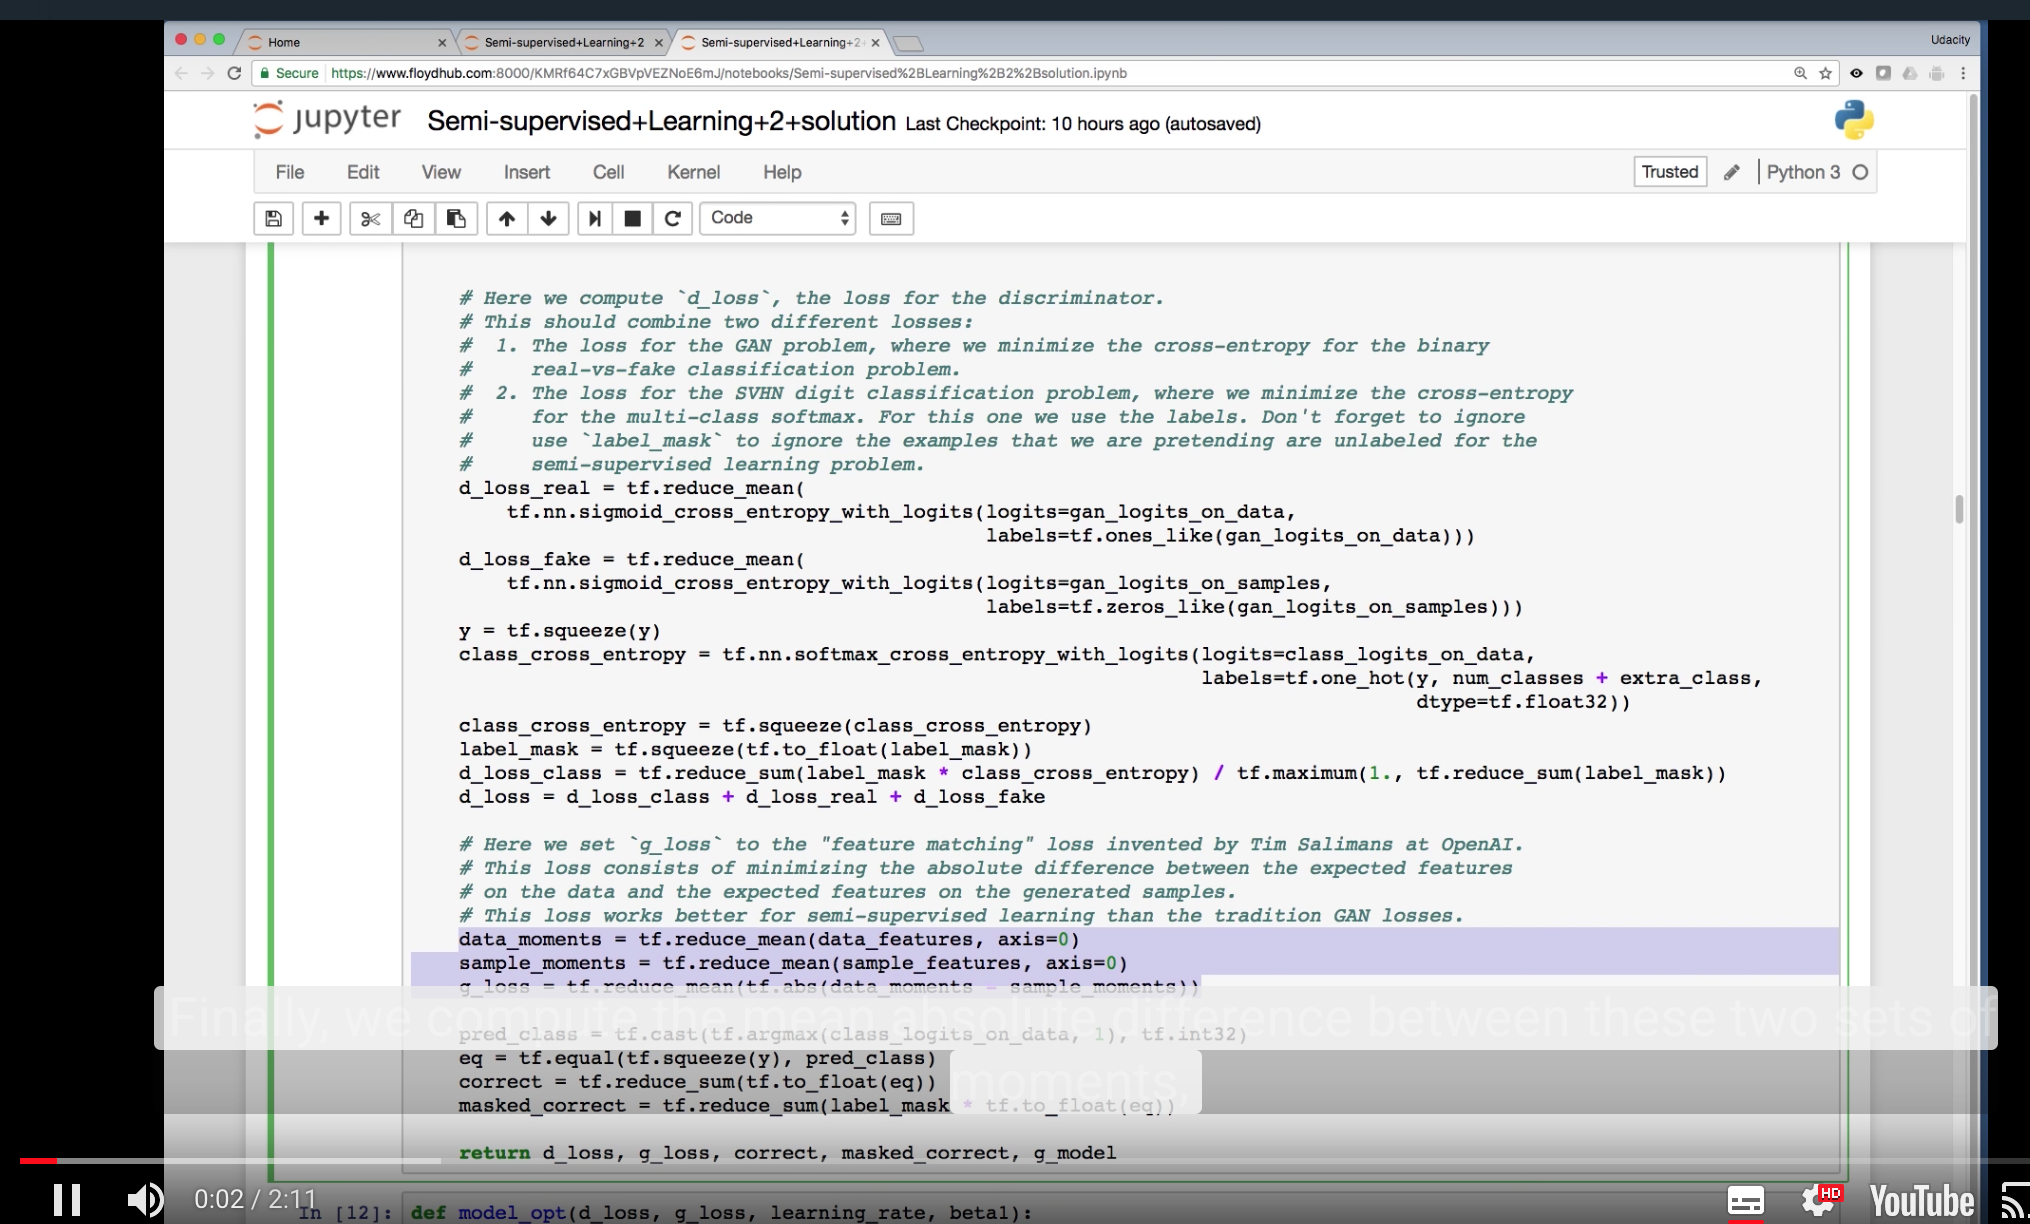 Home
Semi-supervised+Learning+2
Semi-supervised+Learning+2+
Udacity
Secure | https://www.floydhub.com:8000/KMRf64C7xGBVpVEZNoE6mJ/notebooks/Semi-supervised%2BLearning%2B2%2Bsolution.ipynb
jupyter Semi-supervised+Learning+2+solution Last Checkpoint: 10 hours ago (autosaved)
File Edit View Insert Cell Kernel Help Trusted Python 3
Code
# Here we compute `d_loss`, the loss for the discriminator.
# This should combine two different losses:
#  1. The loss for the GAN problem, where we minimize the cross-entropy for the binary
#     real-vs-fake classification problem.
#  2. The loss for the SVHN digit classification problem, where we minimize the cross-entropy
#     for the multi-class softmax. For this one we use the labels. Don't forget to ignore
#     use `label_mask` to ignore the examples that we are pretending are unlabeled for the
#     semi-supervised learning problem.
d_loss_real = tf.reduce_mean(
    tf.nn.sigmoid_cross_entropy_with_logits(logits=gan_logits_on_data,
                                            labels=tf.ones_like(gan_logits_on_data)))
d_loss_fake = tf.reduce_mean(
    tf.nn.sigmoid_cross_entropy_with_logits(logits=gan_logits_on_samples,
                                            labels=tf.zeros_like(gan_logits_on_samples)))
y = tf.squeeze(y)
class_cross_entropy = tf.nn.softmax_cross_entropy_with_logits(logits=class_logits_on_data,
                                                              labels=tf.one_hot(y, num_classes + extra_class,
                                                                                dtype=tf.float32))
class_cross_entropy = tf.squeeze(class_cross_entropy)
label_mask = tf.squeeze(tf.to_float(label_mask))
d_loss_class = tf.reduce_sum(label_mask * class_cross_entropy) / tf.maximum(1., tf.reduce_sum(label_mask))
d_loss = d_loss_class + d_loss_real + d_loss_fake
# Here we set `g_loss` to the "feature matching" loss invented by Tim Salimans at OpenAI.
# This loss consists of minimizing the absolute difference between the expected features
# on the data and the expected features on the generated samples.
# This loss works better for semi-supervised learning than the tradition GAN losses.
data_moments = tf.reduce_mean(data_features, axis=0)
sample_moments = tf.reduce_mean(sample_features, axis=0)
g_loss = tf.reduce_mean(tf.abs(data_moments - sample_moments))
Finally, we compute the mean absolute difference between these two sets of
pred_class = tf.cast(tf.argmax(class_logits_on_data, 1), tf.int32)
eq = tf.equal(tf.squeeze(y), pred_class)
moments,
correct = tf.reduce_sum(tf.to_float(eq))
masked_correct = tf.reduce_sum(label_mask * tf.to_float(eq))
return d_loss, g_loss, correct, masked_correct, g_model
0:02 / 2:11
HD
YouTube
In [12]: def model_opt(d_loss, g_loss, learning_rate, beta1):